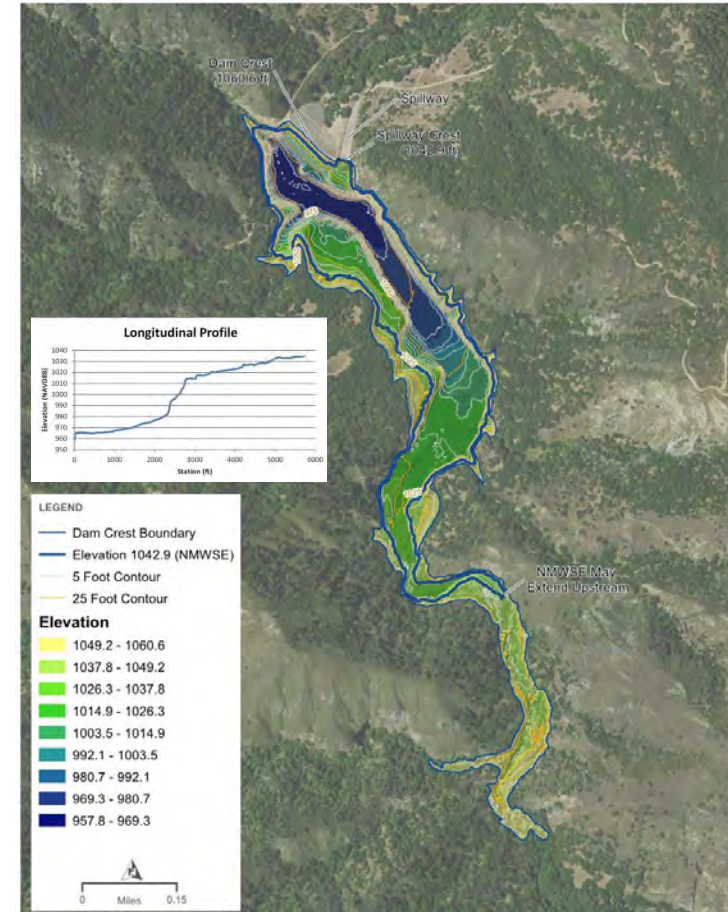 Dam Crest
(1060.6 ft)
Spillway
Spillway Crest
(1042.9 ft)
Longitudinal Profile
Elevation (NAVD88)
1040
1030
1020
1010
1000
990
980
970
960
950
0
1000
2000
3000
4000
5000
6000
Station (ft)
1025
NMWSE May
Extend Upstream
LEGEND
Dam Crest Boundary
Elevation 1042.9 (NMWSE)
5 Foot Contour
25 Foot Contour
Elevation
1049.2 - 1060.6
1037.8 - 1049.2
1026.3 - 1037.8
1014.9 - 1026.3
1003.5 - 1014.9
992.1 - 1003.5
980.7 - 992.1
969.3 - 980.7
957.8 - 969.3
0
0.15
Miles